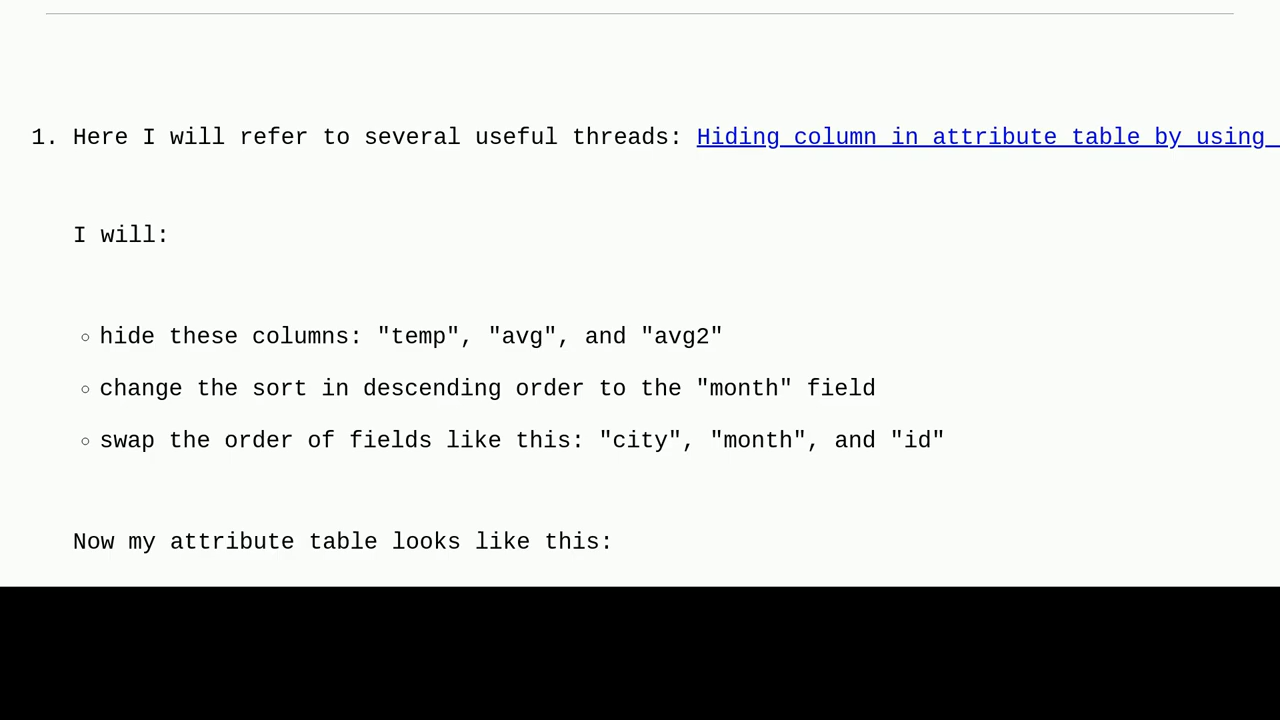 1. Here I will refer to several useful threads: Hiding column in attribute table by using
I will:
○ hide these columns: "temp", "avg", and "avg2"
○ change the sort in descending order to the "month" field
○ swap the order of fields like this: "city", "month", and "id"
Now my attribute table looks like this: